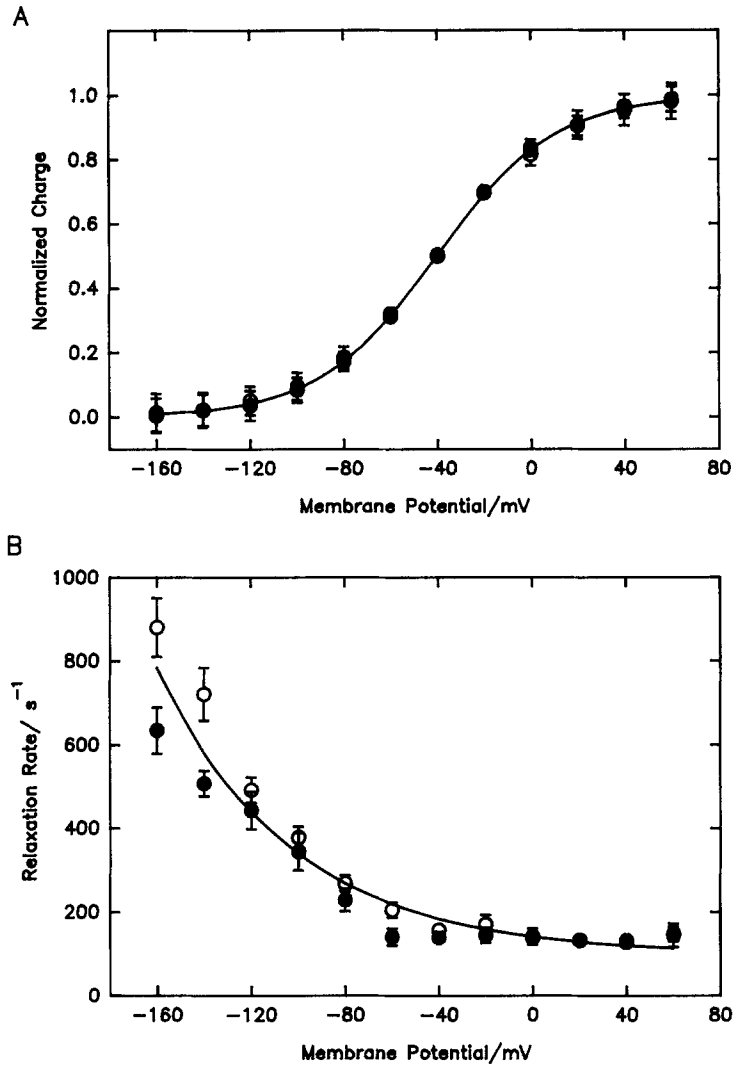 A
1.0
0.8
0.6
0.4
0.2
0.0
Normalized Charge
-160 -120 -80 -40 0 40 80
Membrane Potential/mV
B
1000
800
600
400
200
0
Relaxation Rate/ s⁻¹
-160 -120 -80 -40 0 40 80
Membrane Potential/mV